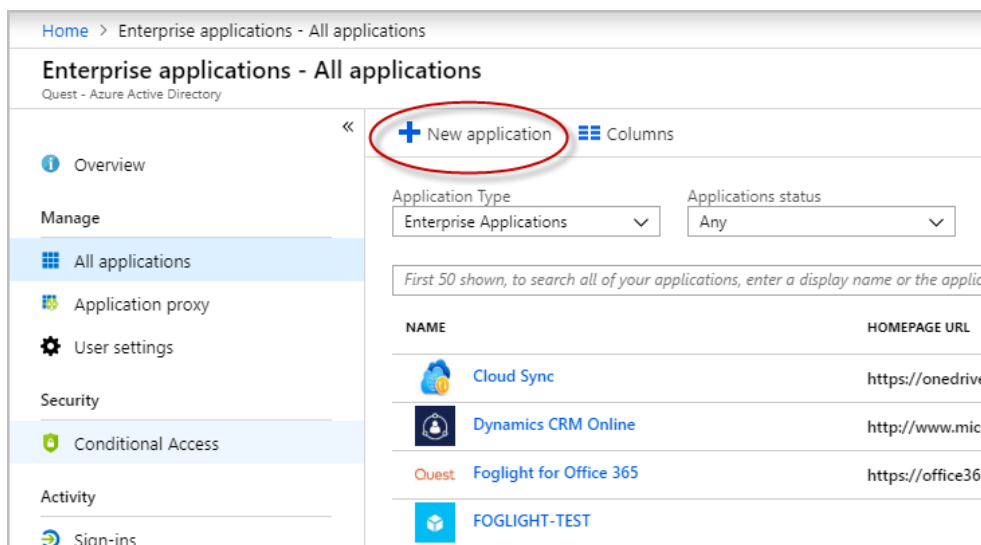 Home > Enterprise applications - All applications
Enterprise applications - All applications
Quest - Azure Active Directory
«
Overview
Manage
All applications
Application proxy
User settings
Security
Conditional Access
Activity
Sign-ins
New application Columns
Application Type Applications status
Enterprise Applications Any
First 50 shown, to search all of your applications, enter a display name or the applic
NAME HOMEPAGE URL
Cloud Sync https://onedrive
Dynamics CRM Online http://www.mic
Quest Foglight for Office 365 https://office36
FOGLIGHT-TEST